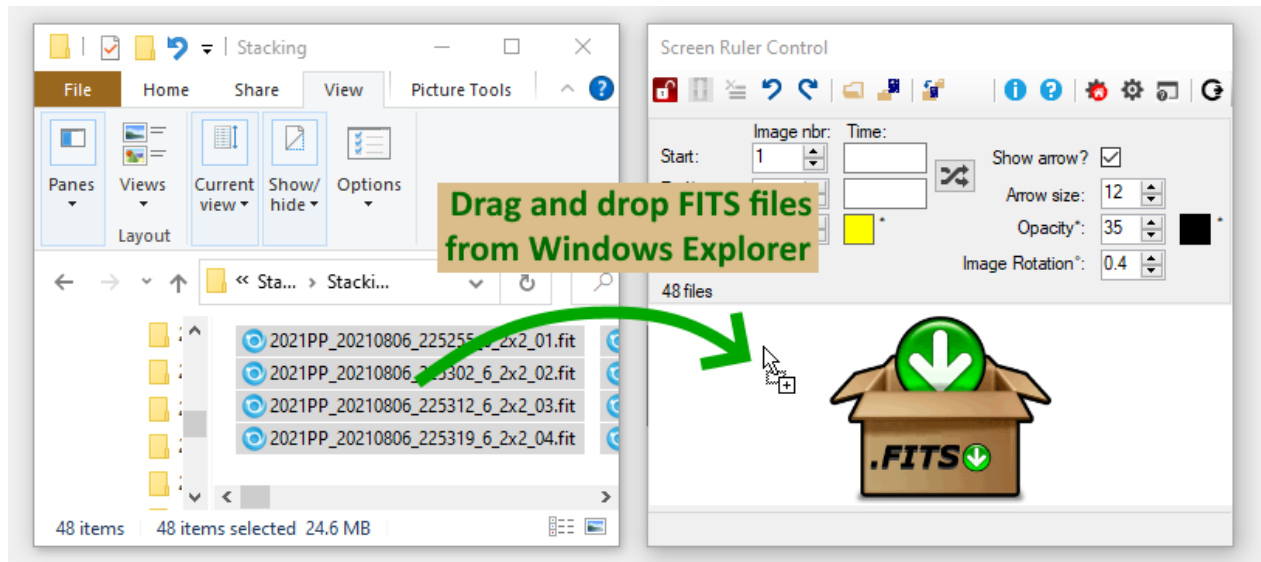 Stacking
File Home Share View Picture Tools
Panes
Views
Current view
Show/ hide
Options
Layout
« Sta... › Stacki...
2021PP_20210806_225255_6_2x2_01.fit
2021PP_20210806_225302_6_2x2_02.fit
2021PP_20210806_225312_6_2x2_03.fit
2021PP_20210806_225319_6_2x2_04.fit
48 items 48 items selected 24.6 MB
Drag and drop FITS files
from Windows Explorer
Screen Ruler Control
Image nbr: Time:
Start: 1
Show arrow?
Arrow size: 12
Opacity*: 35 *
*
Image Rotation°: 0.4
48 files
.FITS